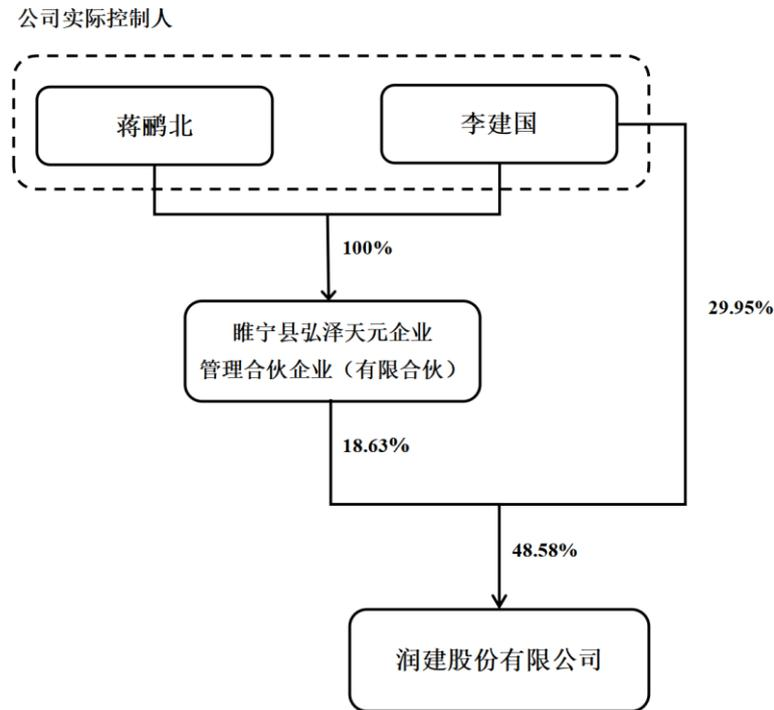 公司实际控制人
蒋鹂北
李建国
100%
29.95%
睢宁县弘泽天元企业
管理合伙企业（有限合伙）
18.63%
48.58%
润建股份有限公司